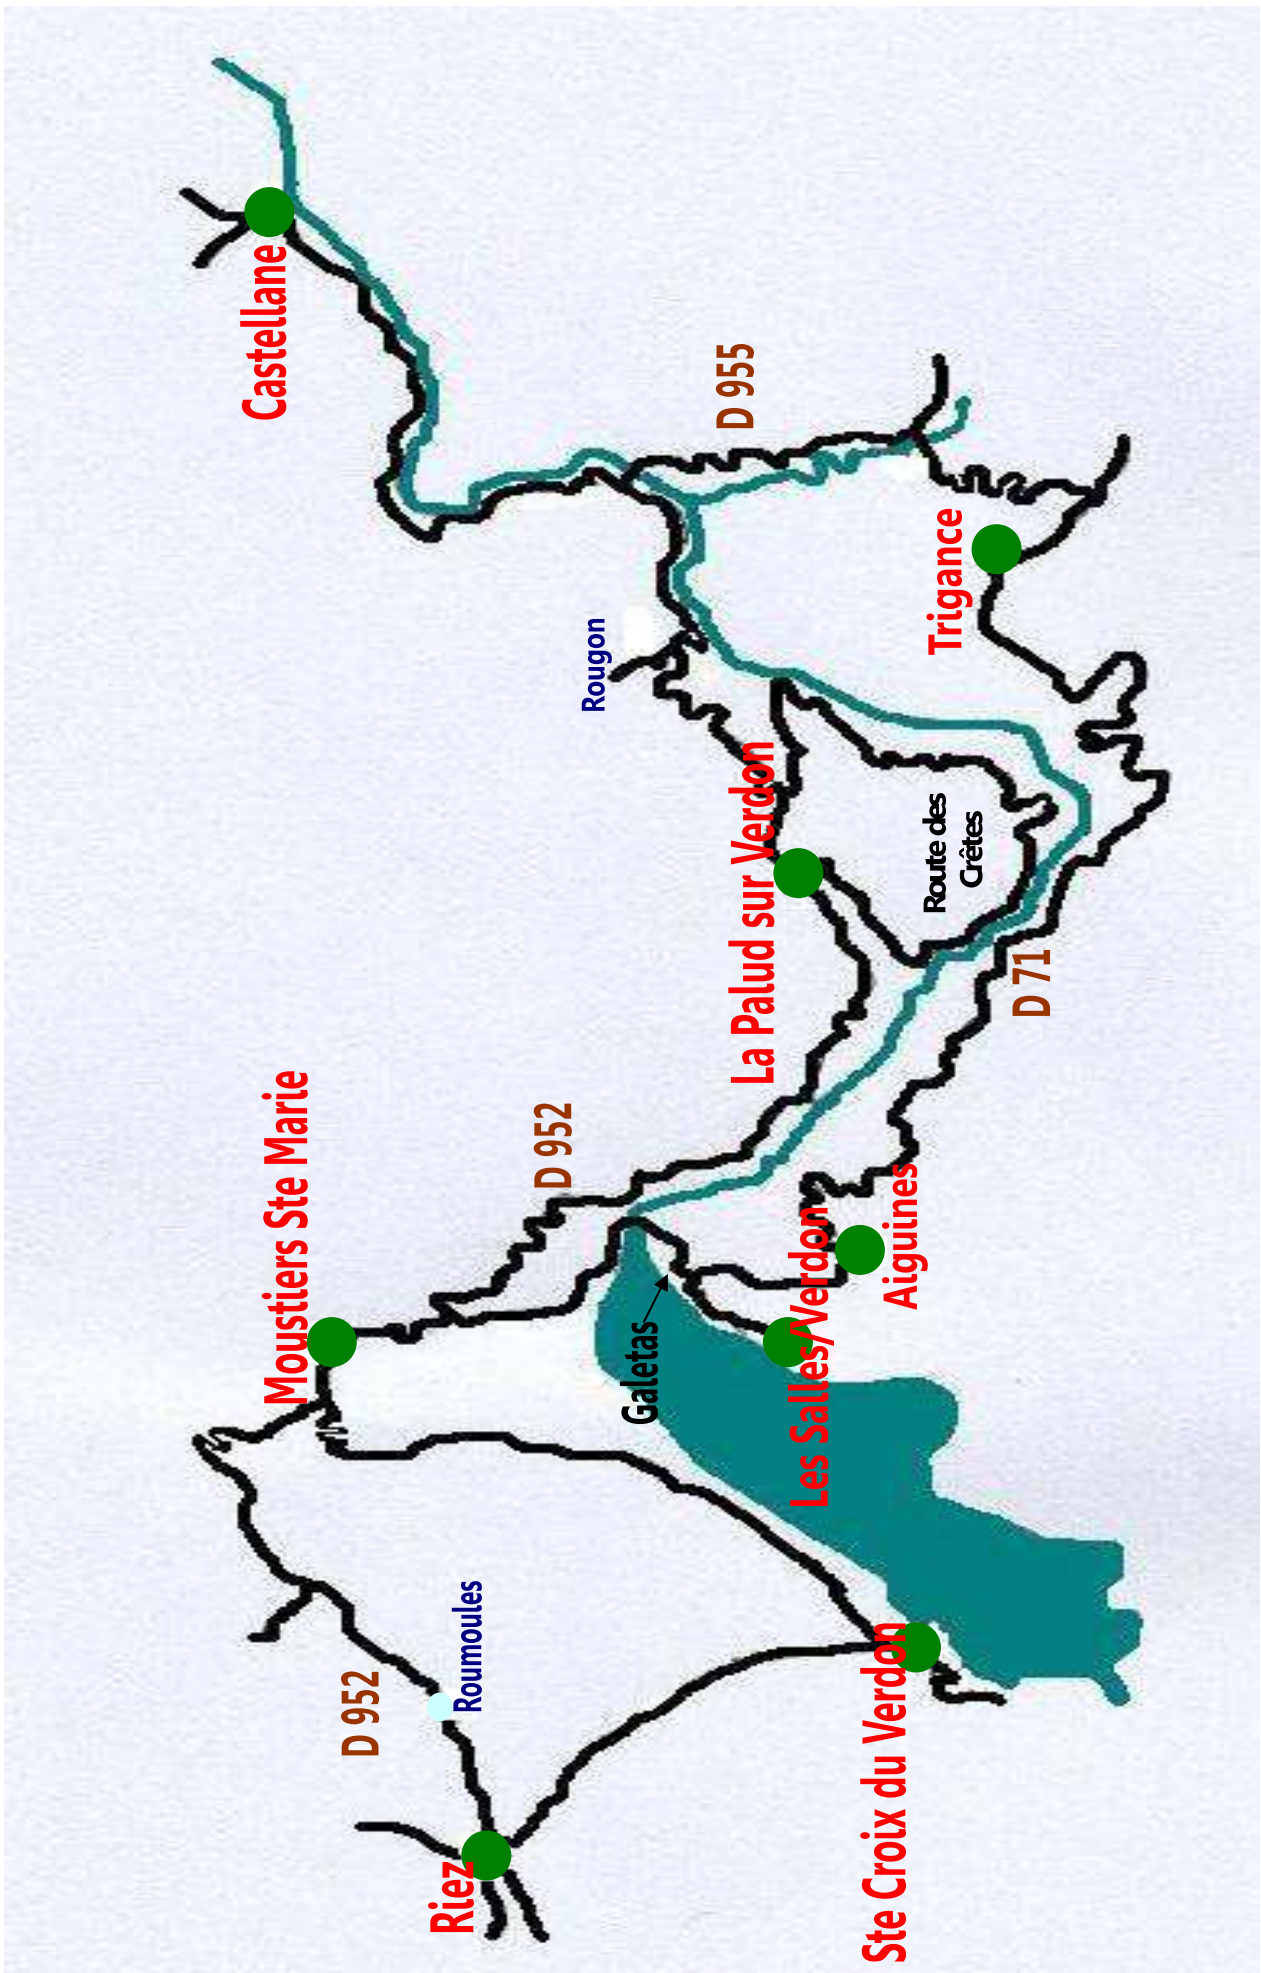 Riez
D 952
Roumoules
Ste Croix du Verdon
Moustiers Ste Marie
D 952
Galetas
Les Salles/Verdon
Aiguines
La Palud sur Verdon
Route des
Crêtes
D 71
Rougon
Trigance
D 955
Castellane